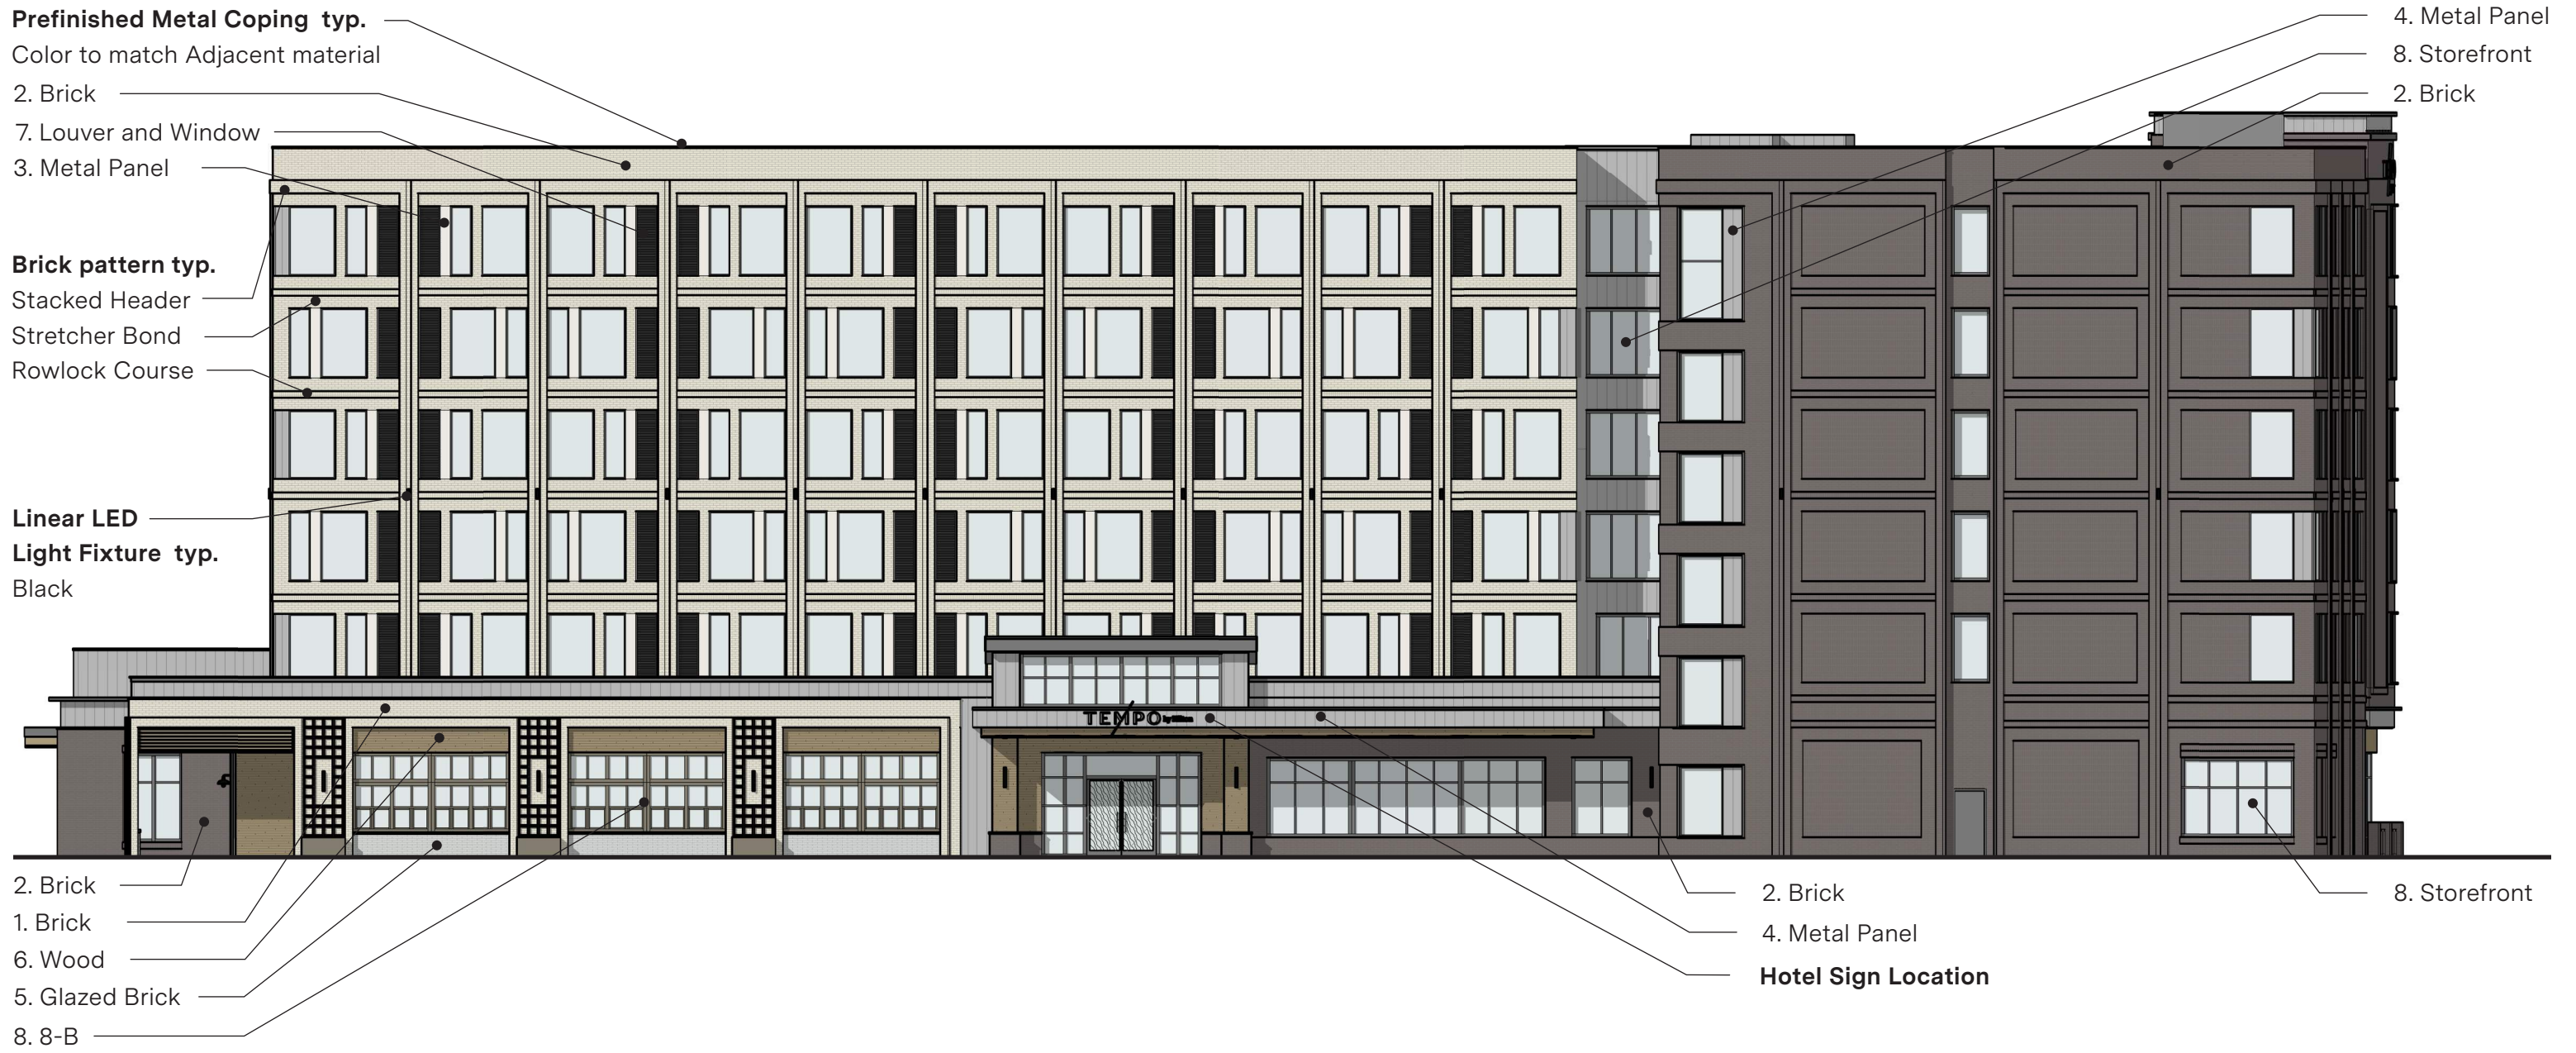 Prefinished Metal Coping typ.
Color to match Adjacent material
2. Brick
7. Louver and Window
3. Metal Panel
Brick pattern typ.
Stacked Header
Stretcher Bond
Rowlock Course
Linear LED
Light Fixture typ.
Black
4. Metal Panel
8. Storefront
2. Brick
TEMPO by Hilton
2. Brick
1. Brick
6. Wood
5. Glazed Brick
8. 8-B
2. Brick
4. Metal Panel
Hotel Sign Location
8. Storefront